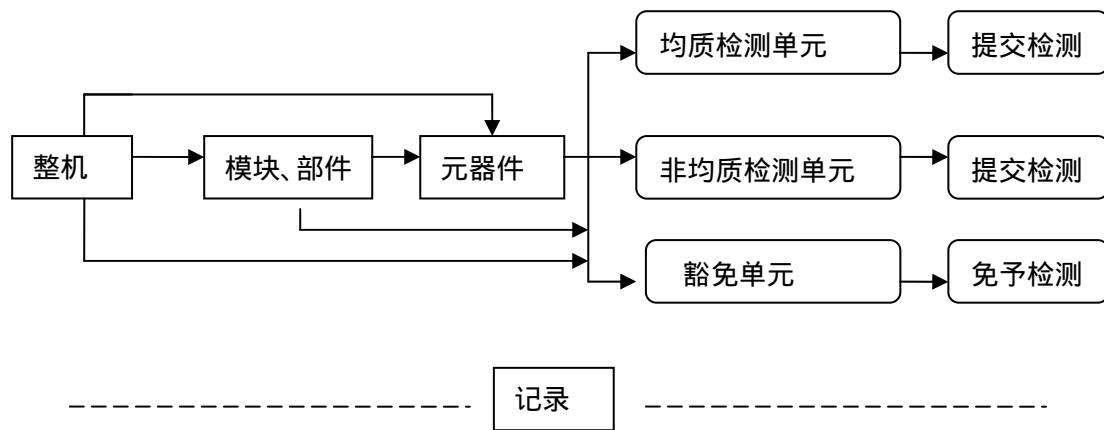 均质检测单元
提交检测
整机
模块、部件
元器件
非均质检测单元
提交检测
豁免单元
免予检测
记录